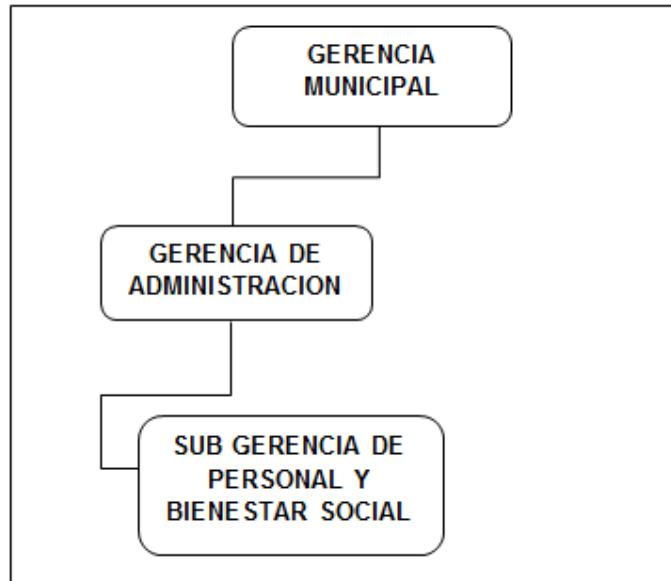 GERENCIA
MUNICIPAL
GERENCIA DE
ADMINISTRACION
SUB GERENCIA DE
PERSONAL Y
BIENESTAR SOCIAL